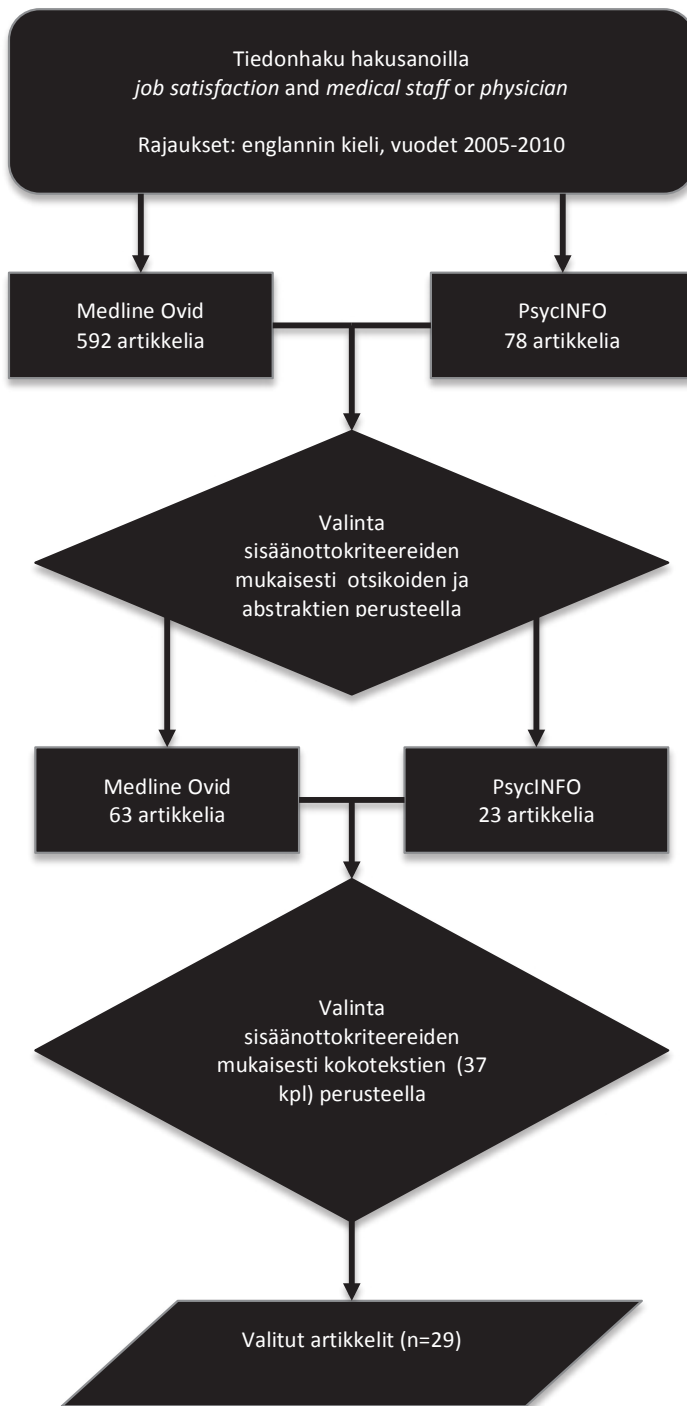 Tiedonhaku hakusanoilla
job satisfaction and medical staff or physician
Rajaukset: englannin kieli, vuodet 2005-2010
Medline Ovid
592 artikkelia
PsycINFO
78 artikkelia
Valinta
sisäänottokriteereiden
mukaisesti otsikoiden ja
abstraktien perusteella
Medline Ovid
63 artikkelia
PsycINFO
23 artikkelia
Valinta
sisäänottokriteereiden
mukaisesti kokotekstien (37
kpl) perusteella
Valitut artikkelit (n=29)